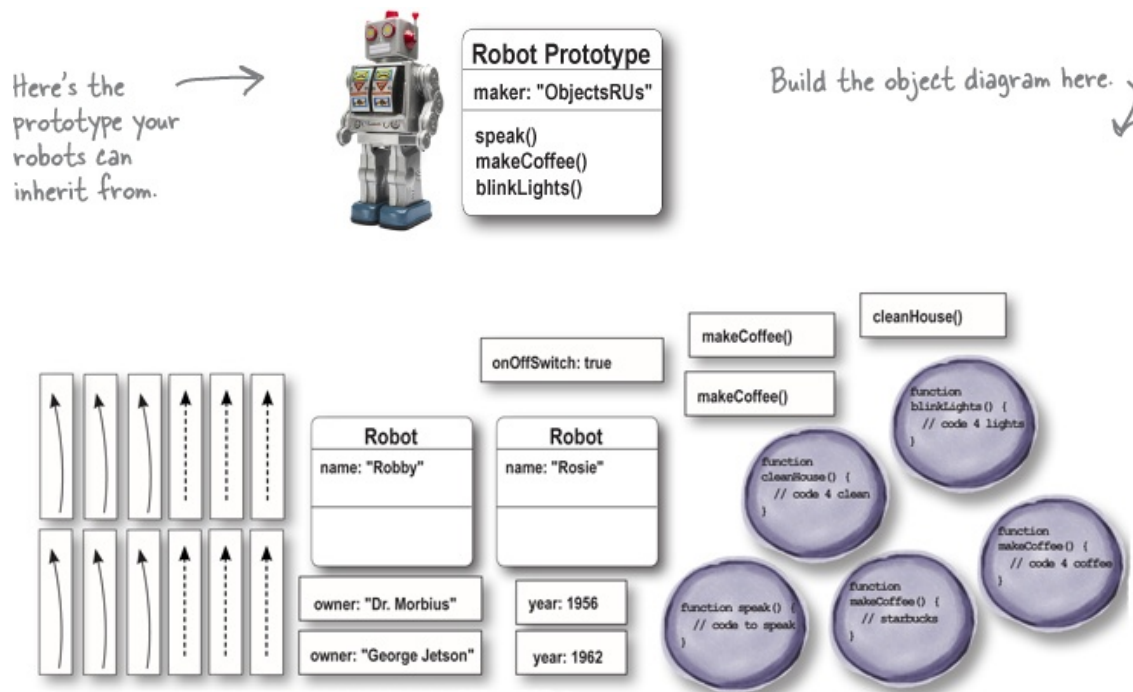 Here's the
prototype your
robots can
inherit from.
Robot Prototype
maker: "ObjectsRUs"
speak()
makeCoffee()
blinkLights()
Build the object diagram here.
onOffSwitch: true
makeCoffee()
makeCoffee()
cleanHouse()
Robot
name: "Robby"
Robot
name: "Rosie"
owner: "Dr. Morbius"
owner: "George Jetson"
year: 1956
year: 1962
function
blinkLights() {
// code 4 lights
}
function
cleanHouse() {
// code 4 clean
}
function
makeCoffee() {
// code 4 coffee
}
function speak() {
// code to speak
}
function
makeCoffee() {
// starbucks
}